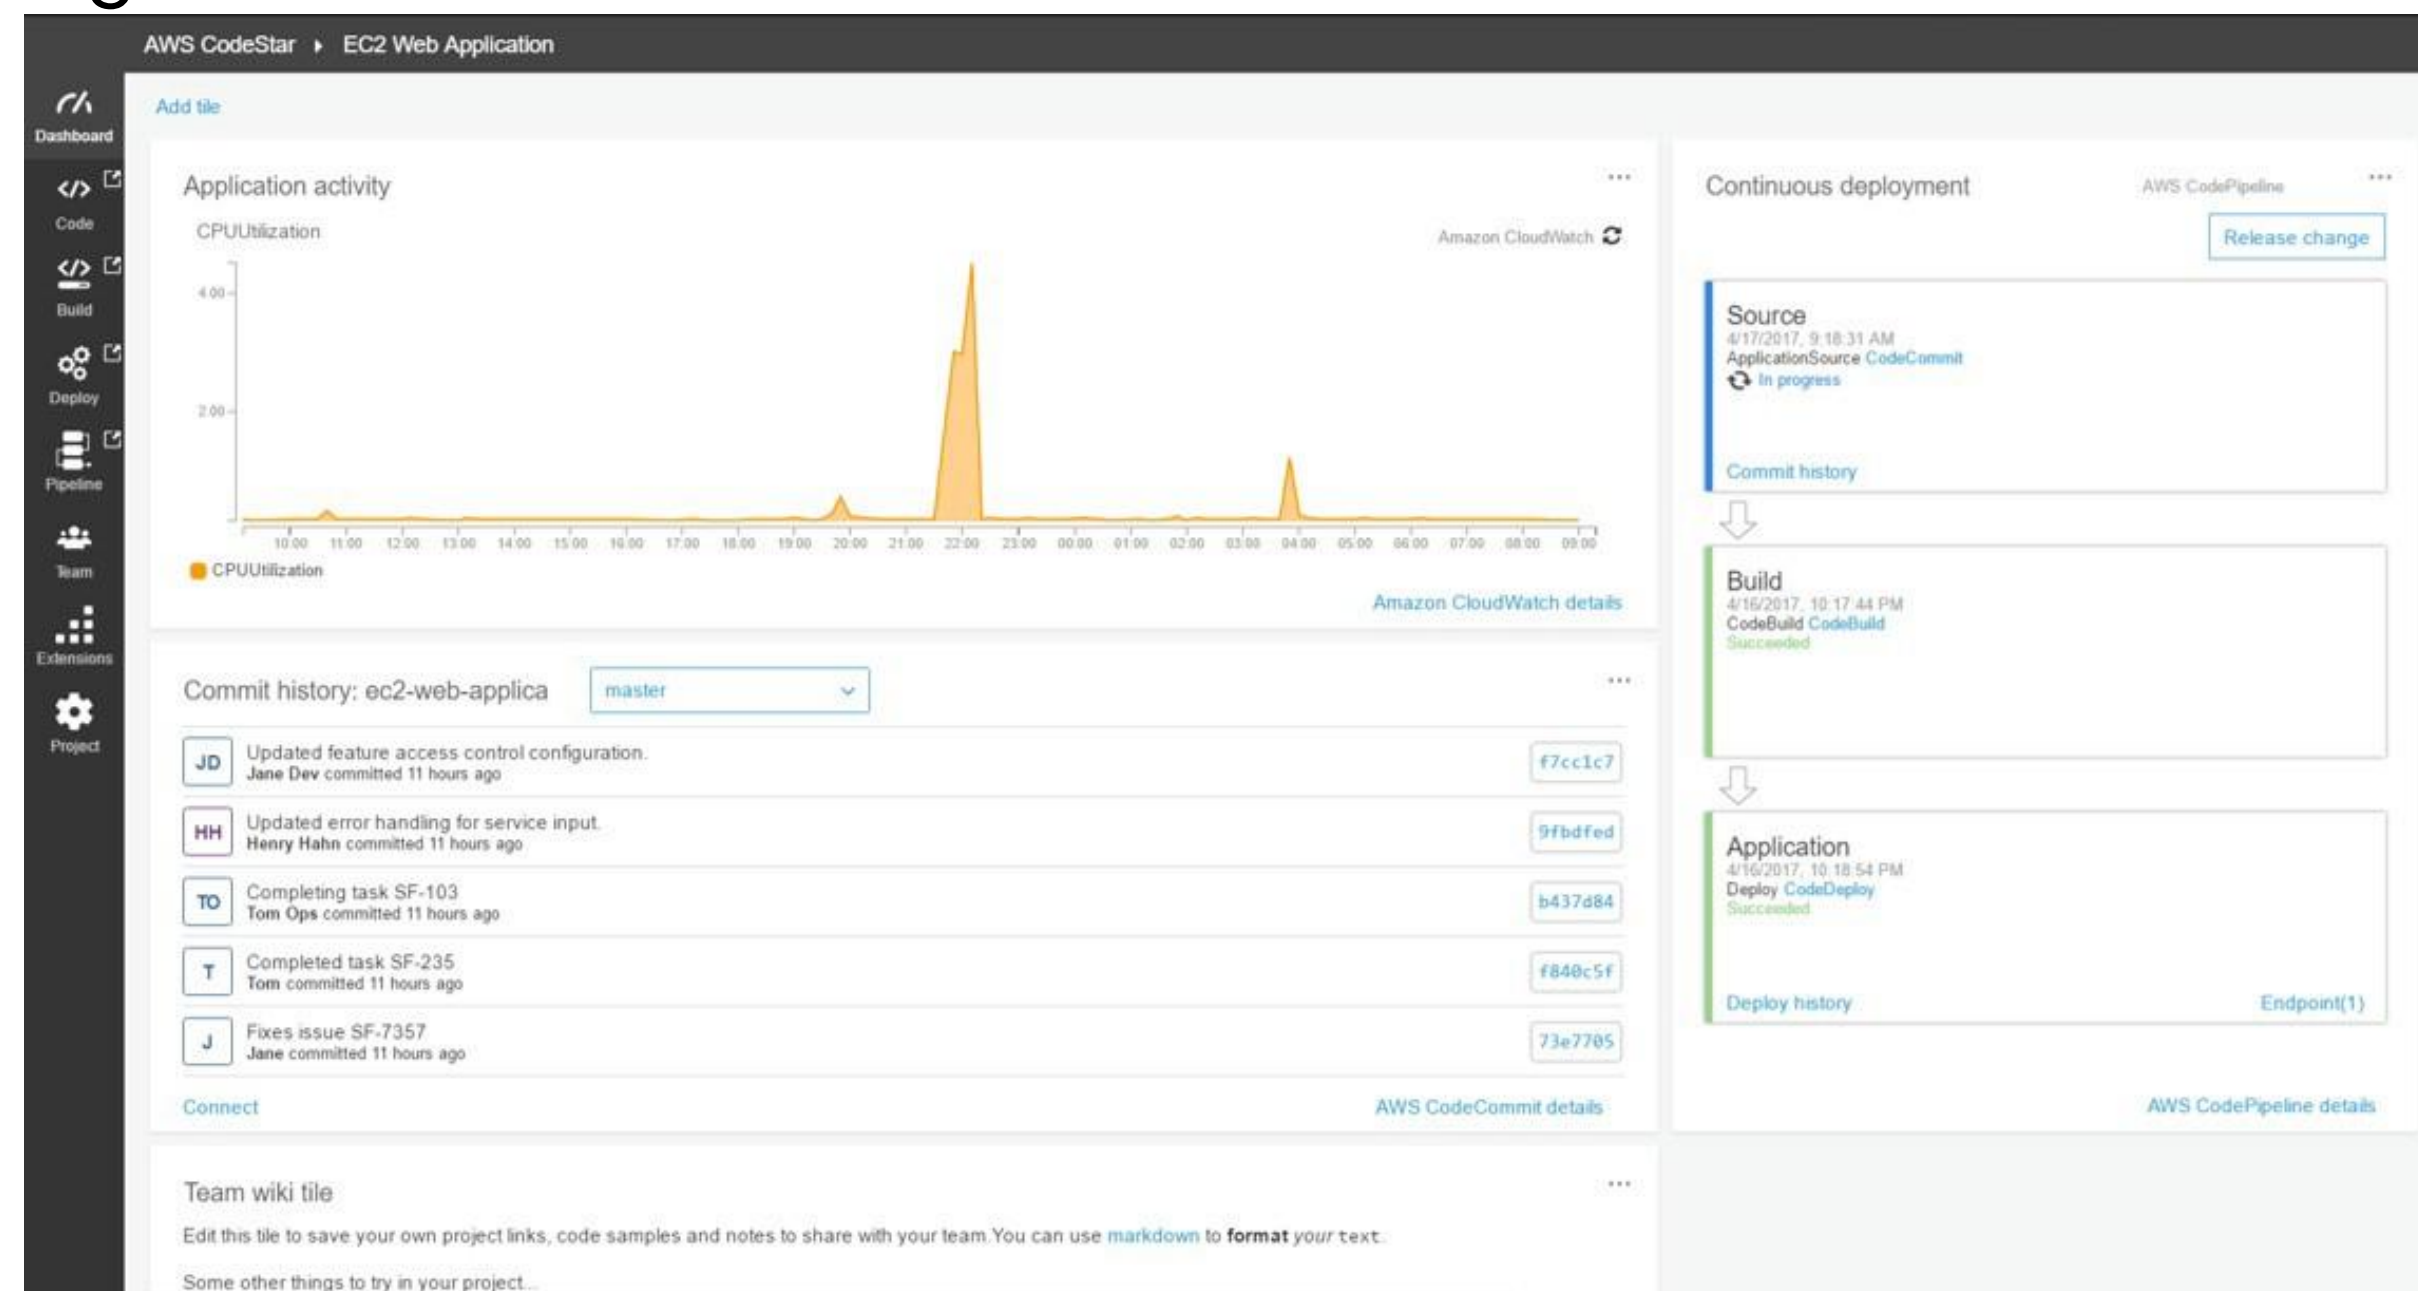 AWS CodeStar EC2 Web Application
Dashboard
Code
Build
Deploy
Pipeline
Team
Extensions
Project
Add tile
Application activity
CPUUtilization
Amazon CloudWatch
4.00
2.00
10:00 11:00 12:00 13:00 14:00 15:00 16:00 17:00 18:00 19:00 20:00 21:00 22:00 23:00 00:00 01:00 02:00 03:00 04:00 05:00 06:00 07:00 08:00 09:00
CPUUtilization
Amazon CloudWatch details
Commit history: ec2-web-applica master
JD Updated feature access control configuration. f7cc1c7
Jane Dev committed 11 hours ago
HH Updated error handling for service input. 9fbdfed
Henry Hahn committed 11 hours ago
TO Completing task SF-103 b437d84
Tom Ops committed 11 hours ago
T Completed task SF-235 f840c5f
Tom committed 11 hours ago
J Fixes issue SF-7357 73e7705
Jane committed 11 hours ago
Connect AWS CodeCommit details
Team wiki tile
Edit this tile to save your own project links, code samples and notes to share with your team.You can use markdown to format your text.
Some other things to try in your project...
Continuous deployment AWS CodePipeline
Release change
Source
4/17/2017, 9:18:31 AM
ApplicationSource CodeCommit
In progress
Commit history
Build
4/16/2017, 10:17:44 PM
CodeBuild CodeBuild
Succeeded
Application
4/16/2017, 10:18:54 PM
Deploy CodeDeploy
Succeeded
Deploy history Endpoint(1)
AWS CodePipeline details